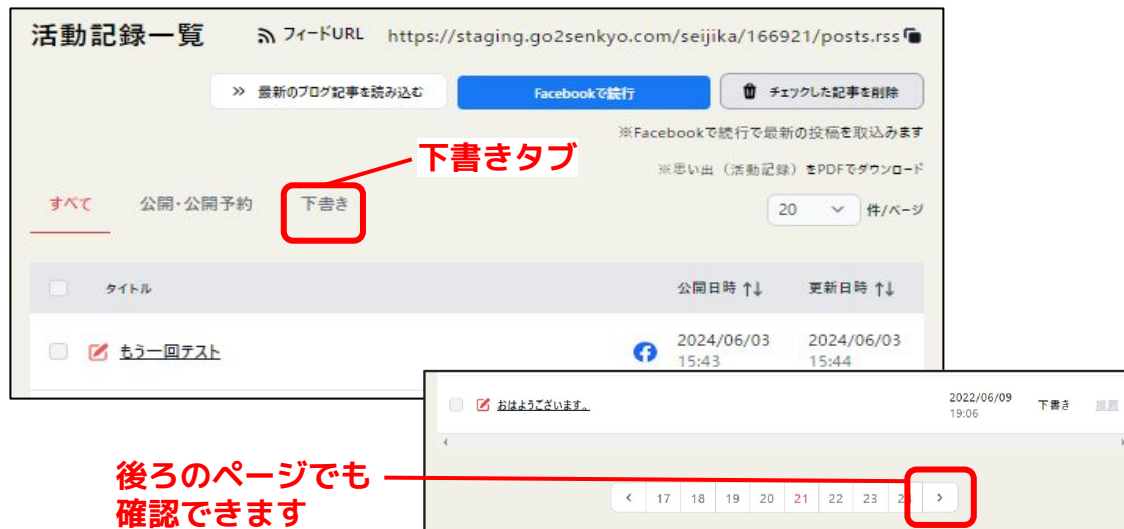 活動記録一覧 フィードURL https://staging.go2senkyo.com/seijika/166921/posts.rss
最新のブログ記事を読み込む Facebookで続行 チェックした記事を削除
※Facebookで続行で最新の投稿を取込みます
下書きタブ
※思い出（活動記録）をPDFでダウンロード
すべて 公開・公開予約 下書き 20 件/ページ
タイトル 公開日時 ↑↓ 更新日時 ↑↓
もう一回テスト 2024/06/03 2024/06/03
15:43 15:44
おはようございます。 2022/06/09 下書き 推薦
19:06
後ろのページでも
確認できます
< 17 18 19 20 21 22 23 >